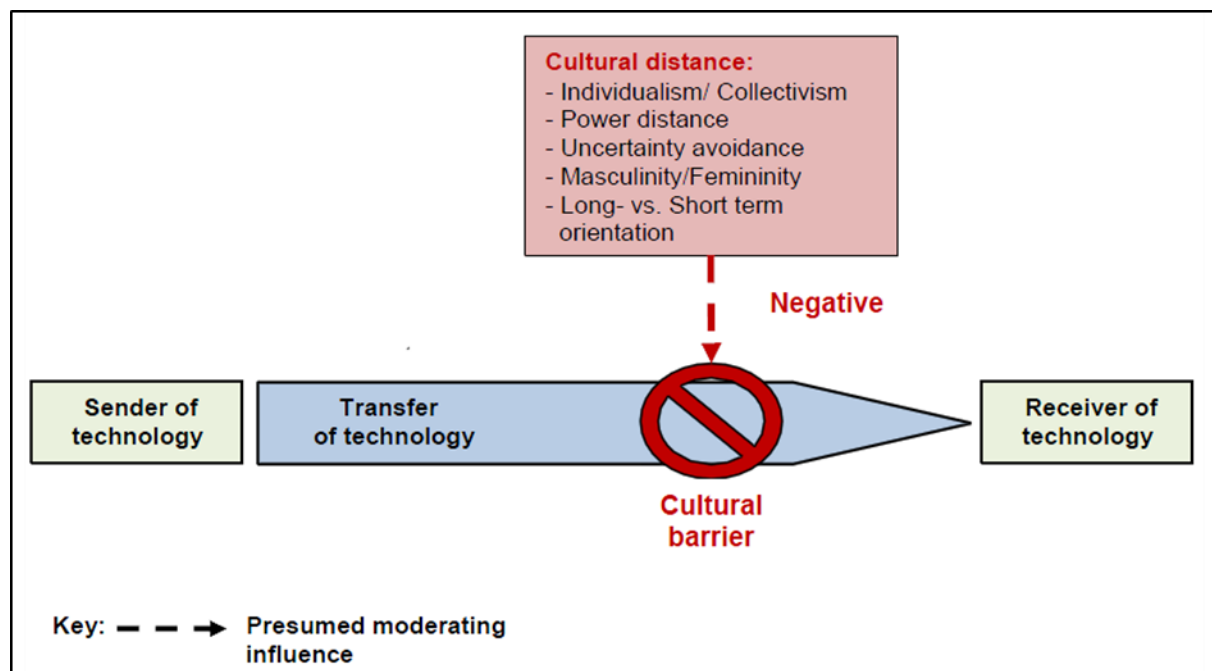 Cultural distance:
- Individualism/ Collectivism
- Power distance
- Uncertainty avoidance
- Masculinity/Femininity
- Long- vs. Short term
orientation
Negative
Sender of
technology
Transfer
of technology
Receiver of
technology
Cultural
barrier
Key:
Presumed moderating
influence